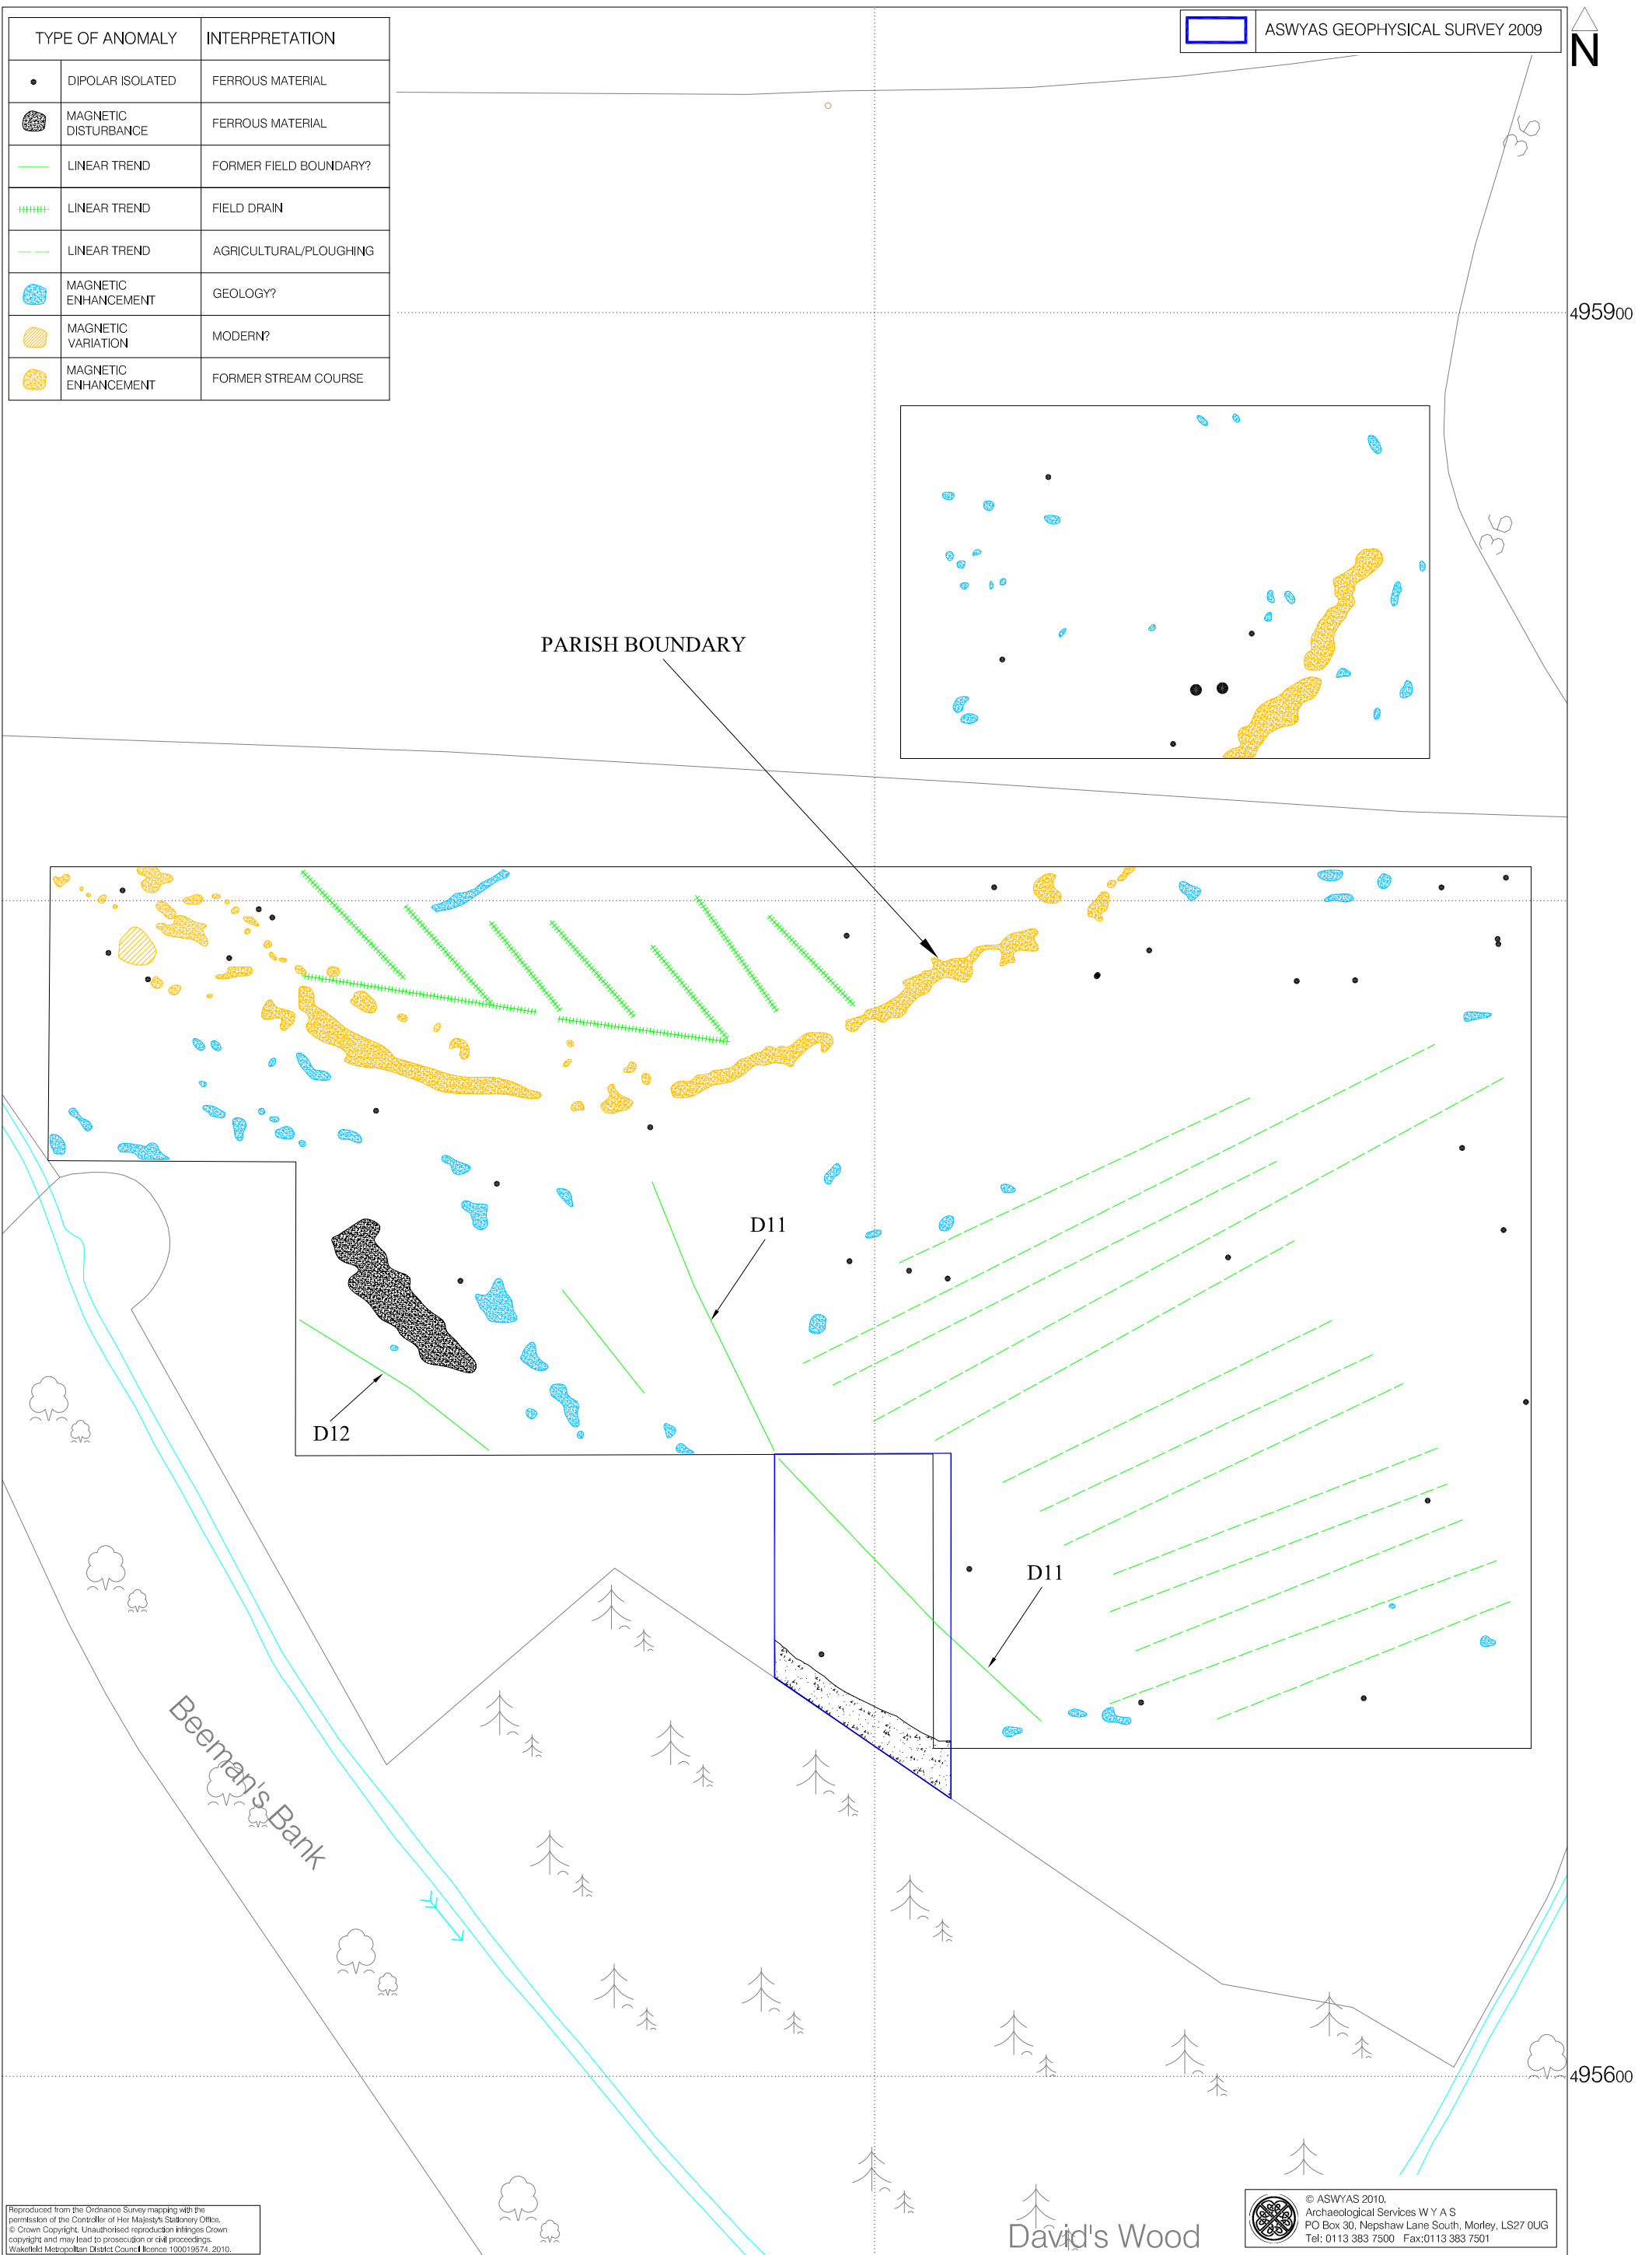 TYPE OF ANOMALY INTERPRETATION
DIPOLAR ISOLATED FERROUS MATERIAL
MAGNETIC
DISTURBANCE
FERROUS MATERIAL
LINEAR TREND FORMER FIELD BOUNDARY?
LINEAR TREND FIELD DRAIN
LINEAR TREND AGRICULTURAL/PLOUGHING
MAGNETIC
ENHANCEMENT
GEOLOGY?
MAGNETIC
VARIATION
MODERN?
MAGNETIC
ENHANCEMENT
FORMER STREAM COURSE
ASWYAS GEOPHYSICAL SURVEY 2009
N
36
495900
36
PARISH BOUNDARY
D11
D12
D11
Beeman's Bank
495600
David's Wood
Reproduced from the Ordnance Survey mapping with the
permission of the Controller of Her Majesty's Stationery Office.
© Crown Copyright. Unauthorised reproduction infringes Crown
copyright and may lead to prosecution or civil proceedings.
Wakefield Metropolitan District Council licence 100019574, 2010.
© ASWYAS 2010.
Archaeological Services W Y A S
PO Box 30, Nepshaw Lane South, Morley, LS27 0UG
Tel: 0113 383 7500 Fax:0113 383 7501